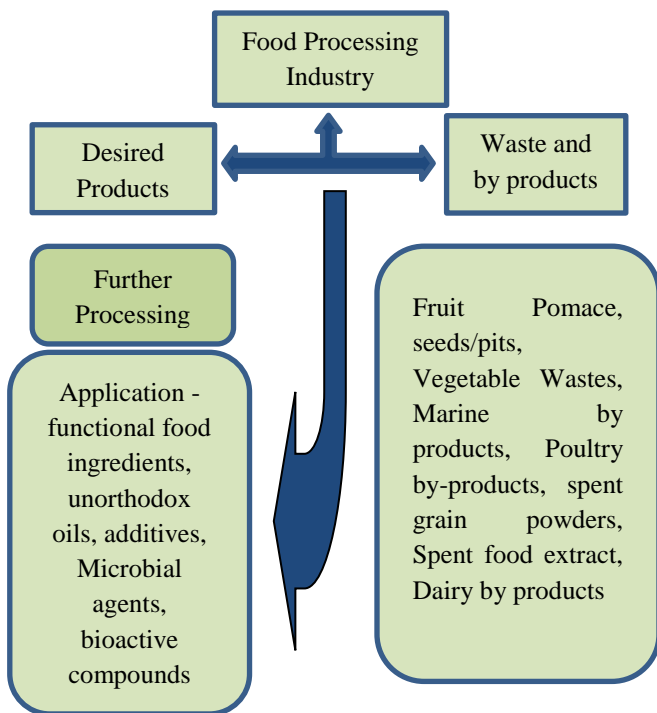 Food Processing
Industry
Desired
Products
Waste and
by products
Further
Processing
Application -
functional food
ingredients,
unorthodox
oils, additives,
Microbial
agents,
bioactive
compounds
Fruit Pomace,
seeds/pits,
Vegetable Wastes,
Marine by
products, Poultry
by-products, spent
grain powders,
Spent food extract,
Dairy by products